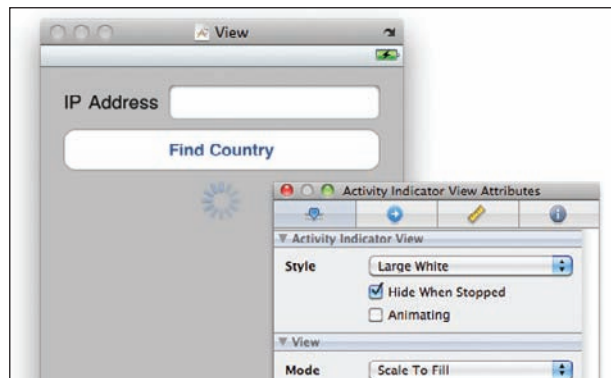 View
IP Address
Find Country
Activity Indicator View Attributes
Activity Indicator View
Style Large White
Hide When Stopped
Animating
View
Mode Scale To Fill